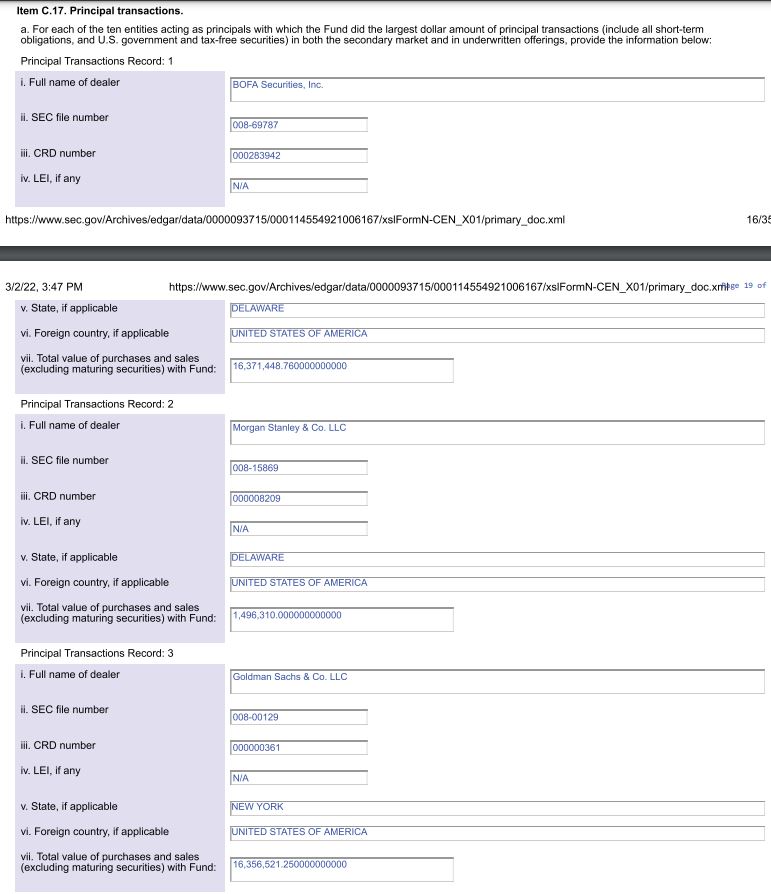 Item C.17. Principal transactions.
a. For each of the ten entities acting as principals with which the Fund did the largest dollar amount of principal transactions (include all short-term
obligations, and U.S. government and tax-free securities) in both the secondary market and in underwritten offerings, provide the information below:
Principal Transactions Record: 1
i. Full name of dealer
BOFA Securities, Inc.
ii. SEC file number
008-69787
iii. CRD number
000283942
iv. LEI, if any
N/A
https://www.sec.gov/Archives/edgar/data/0000093715/000114554921006167/xslFormN-CEN_X01/primary_doc.xml 16/35
3/2/22, 3:47 PM https://www.sec.gov/Archives/edgar/data/0000093715/000114554921006167/xslFormN-CEN_X01/primary_doc.xml Page 19 of
v. State, if applicable
DELAWARE
vi. Foreign country, if applicable
UNITED STATES OF AMERICA
vii. Total value of purchases and sales
(excluding maturing securities) with Fund:
16,371,448.760000000000
Principal Transactions Record: 2
i. Full name of dealer
Morgan Stanley & Co. LLC
ii. SEC file number
008-15869
iii. CRD number
000008209
iv. LEI, if any
N/A
v. State, if applicable
DELAWARE
vi. Foreign country, if applicable
UNITED STATES OF AMERICA
vii. Total value of purchases and sales
(excluding maturing securities) with Fund:
1,496,310.000000000000
Principal Transactions Record: 3
i. Full name of dealer
Goldman Sachs & Co. LLC
ii. SEC file number
008-00129
iii. CRD number
000000361
iv. LEI, if any
N/A
v. State, if applicable
NEW YORK
vi. Foreign country, if applicable
UNITED STATES OF AMERICA
vii. Total value of purchases and sales
(excluding maturing securities) with Fund:
16,356,521.250000000000